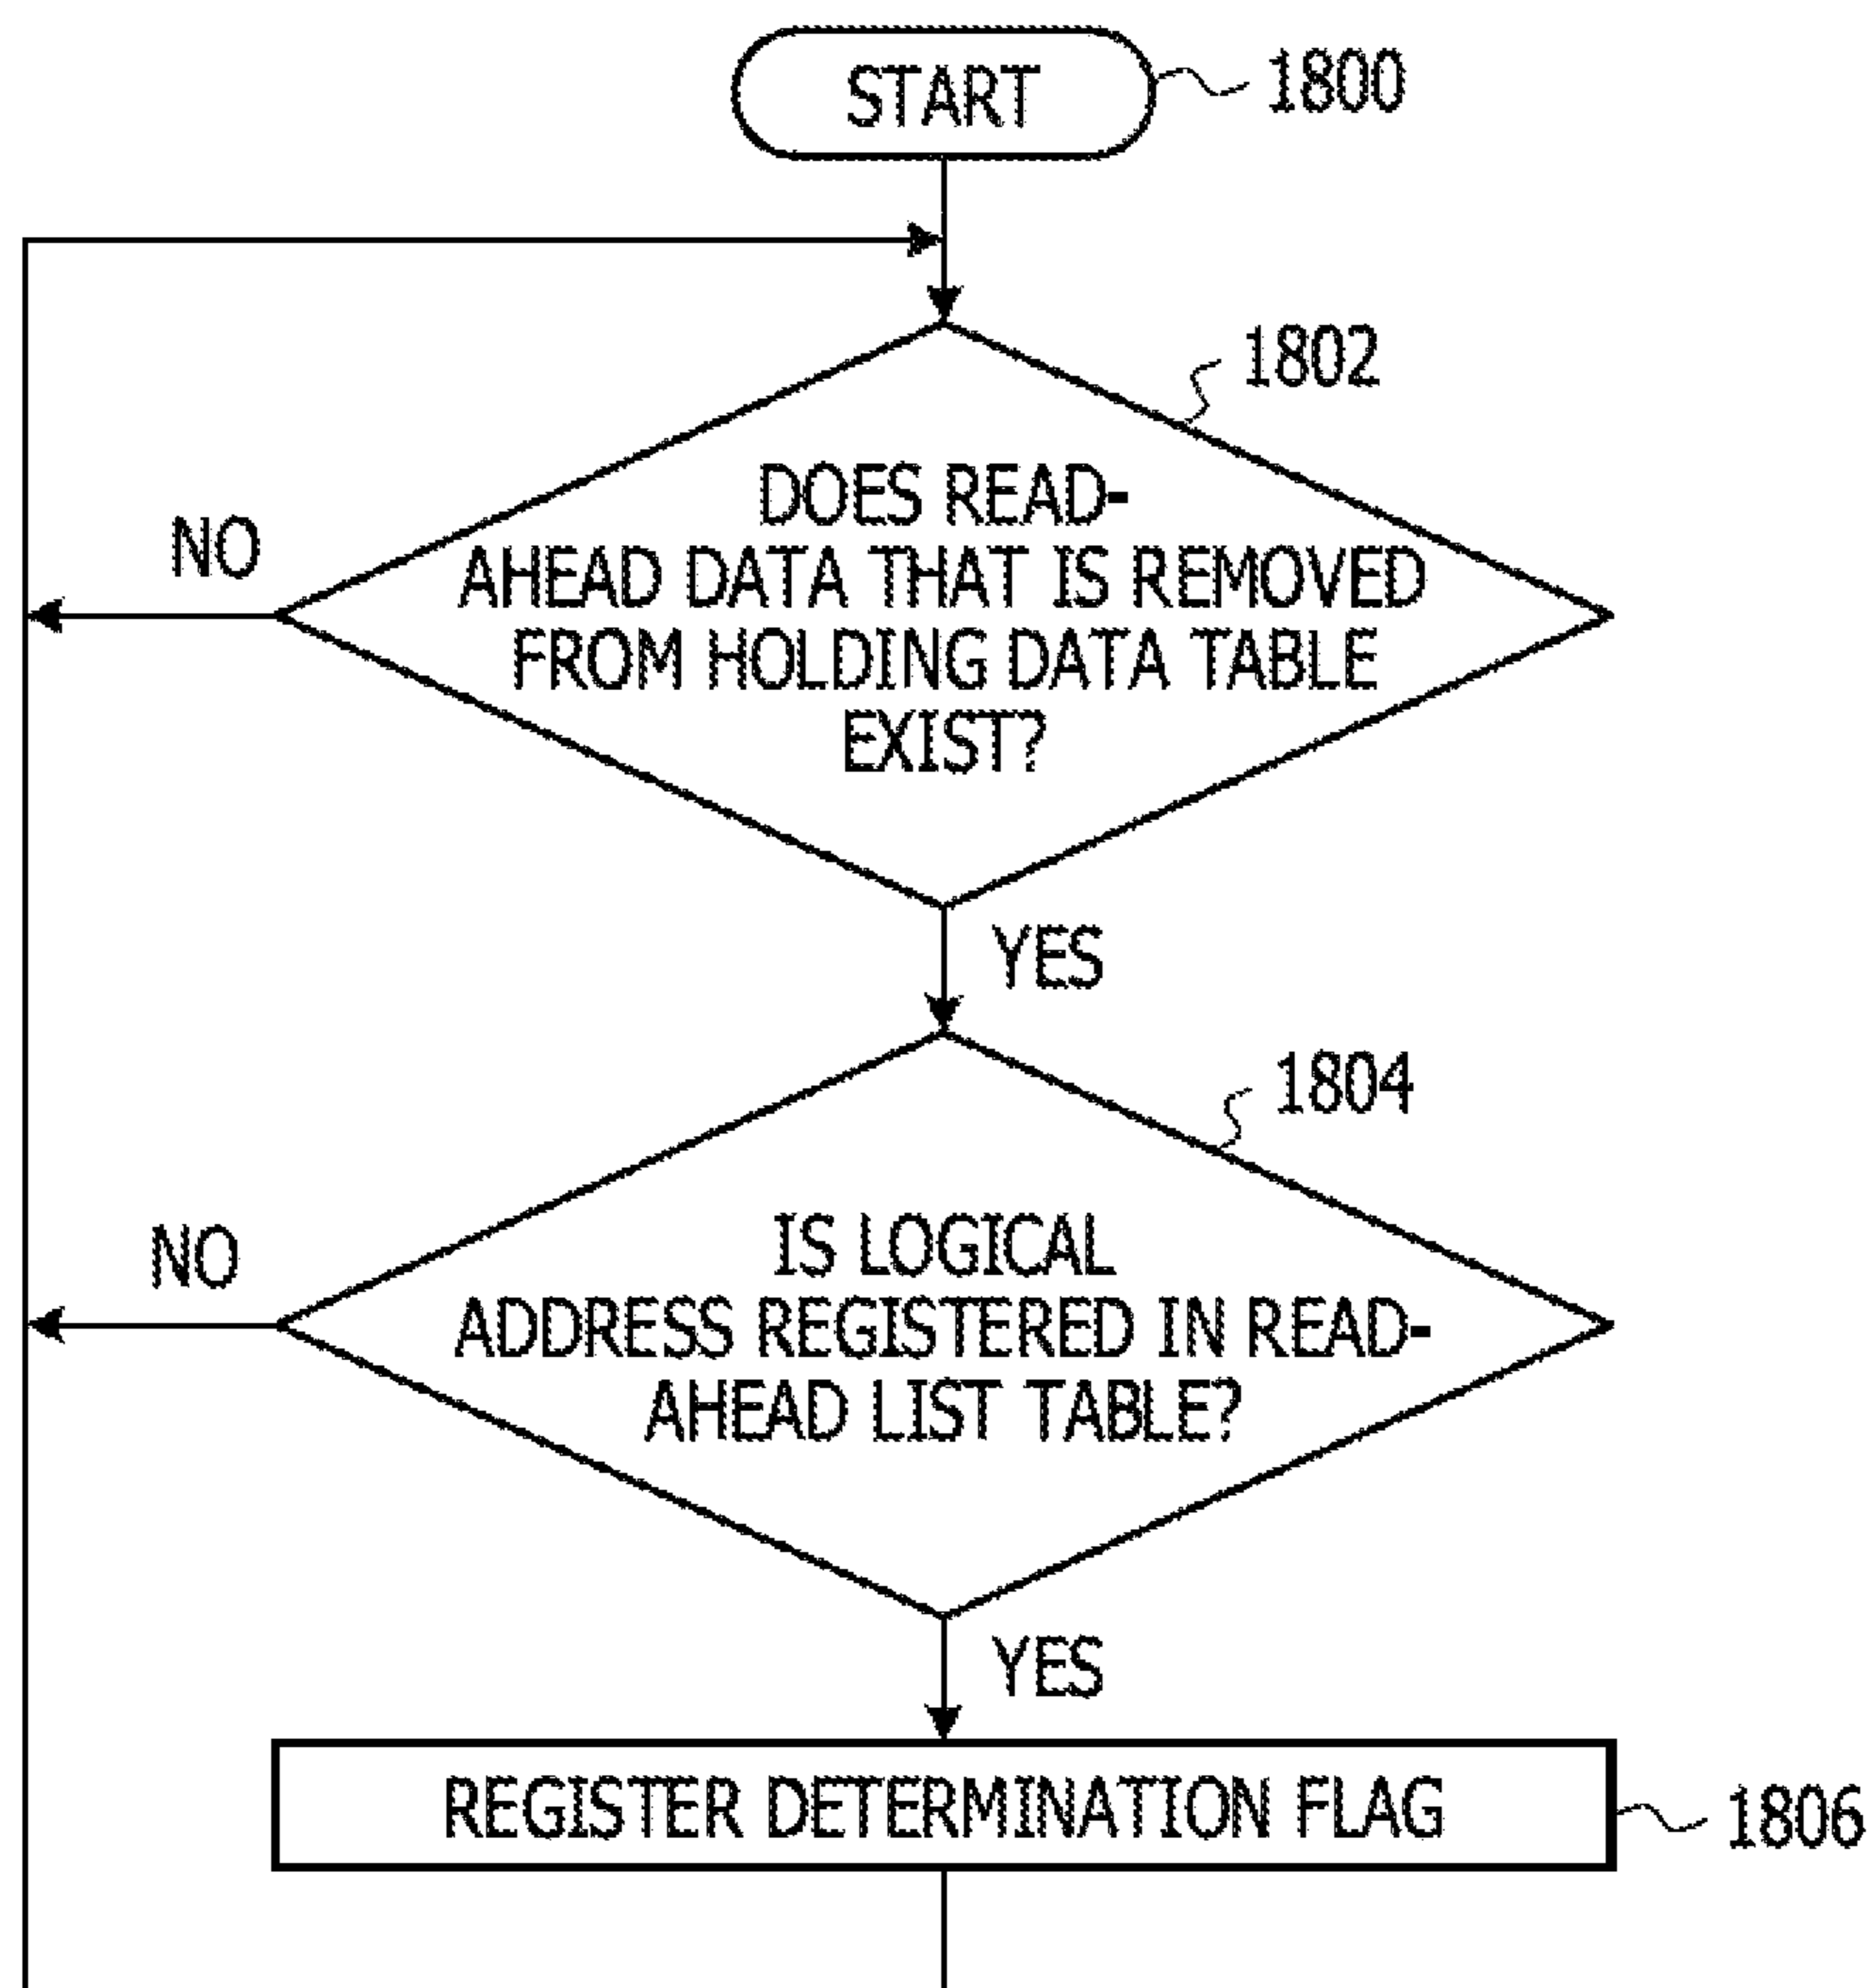 START
1800
1802
DOES READ-
AHEAD DATA THAT IS REMOVED
FROM HOLDING DATA TABLE
EXIST?
NO
YES
1804
IS LOGICAL
ADDRESS REGISTERED IN READ-
AHEAD LIST TABLE?
NO
YES
REGISTER DETERMINATION FLAG
1806